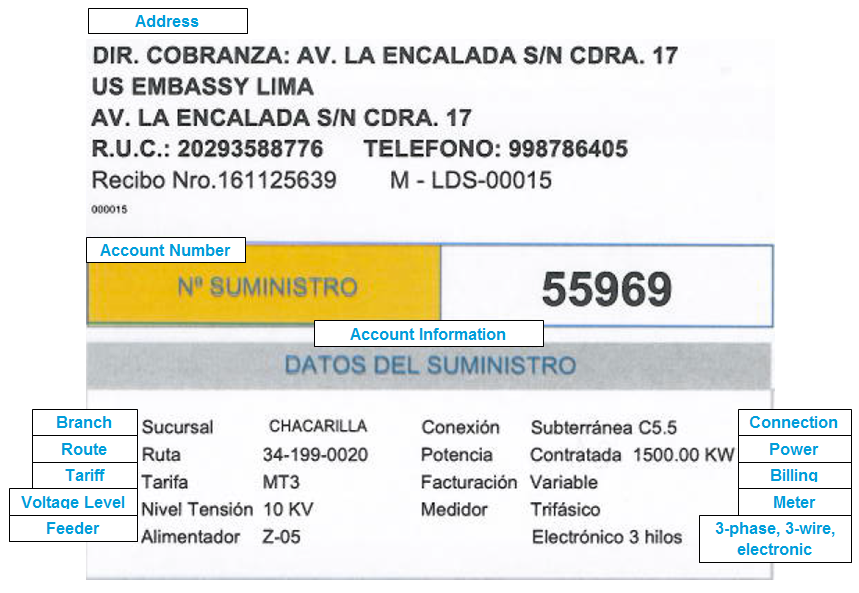 Address
DIR. COBRANZA: AV. LA ENCALADA S/N CDRA. 17
US EMBASSY LIMA
AV. LA ENCALADA S/N CDRA. 17
R.U.C.: 20293588776 TELEFONO: 998786405
Recibo Nro.161125639 M - LDS-00015
000015
Account Number
Nº SUMINISTRO 55969
Account Information
DATOS DEL SUMINISTRO
Branch Sucursal CHACARILLA Conexión Subterránea C5.5 Connection
Route Ruta 34-199-0020 Potencia Contratada 1500.00 KW Power
Tariff Tarifa MT3 Facturación Variable Billing
Voltage Level Nivel Tensión 10 KV Medidor Trifásico Meter
Feeder Alimentador Z-05 Electrónico 3 hilos 3-phase, 3-wire,
electronic